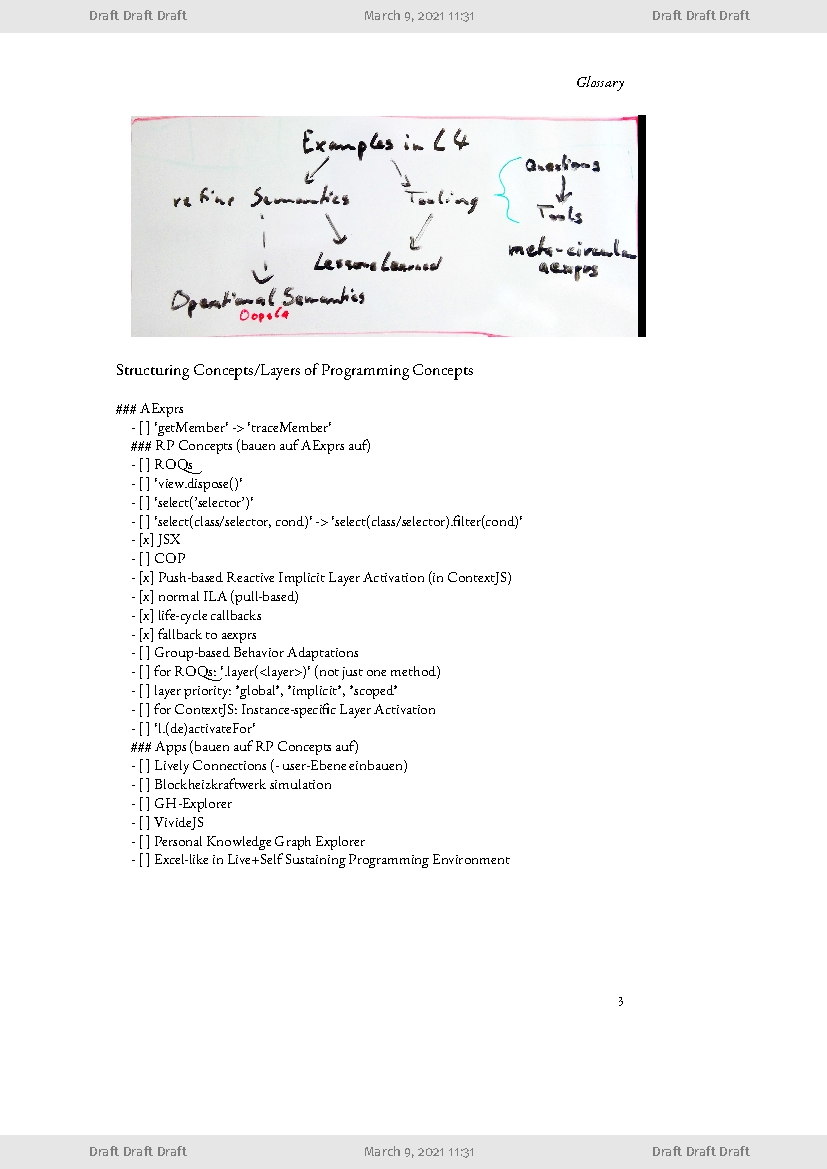 Draft Draft Draft March 9, 2021 11:31 Draft Draft Draft
Glossary
Examples in L4
Questions
refine Semantics Tooling
Tools
Lessons Learned
meta-circular
aexprs
Operational Semantics
Oopsla
Structuring Concepts/Layers of Programming Concepts
### AExprs
- [ ] 'getMember' -> 'traceMember'
### RP Concepts (bauen auf AExprs auf)
- [ ] ROQs
- [ ] 'view.dispose()'
- [ ] 'select('selector')'
- [ ] 'select(class/selector, cond)' -> 'select(class/selector).filter(cond)'
- [x] JSX
- [ ] COP
- [x] Push-based Reactive Implicit Layer Activation (in ContextJS)
- [x] normal ILA (pull-based)
- [x] life-cycle callbacks
- [x] fallback to aexprs
- [ ] Group-based Behavior Adaptations
- [ ] for ROQs: '.layer(<layer>)' (not just one method)
- [ ] layer priority: *global*, *implicit*, *scoped*
- [ ] for ContextJS: Instance-specific Layer Activation
- [ ] 'l.(de)activateFor'
### Apps (bauen auf RP Concepts auf)
- [ ] Lively Connections (- user-Ebene einbauen)
- [ ] Blockheizkraftwerk simulation
- [ ] GH-Explorer
- [ ] VivideJS
- [ ] Personal Knowledge Graph Explorer
- [ ] Excel-like in Live+Self Sustaining Programming Environment
3
Draft Draft Draft March 9, 2021 11:31 Draft Draft Draft